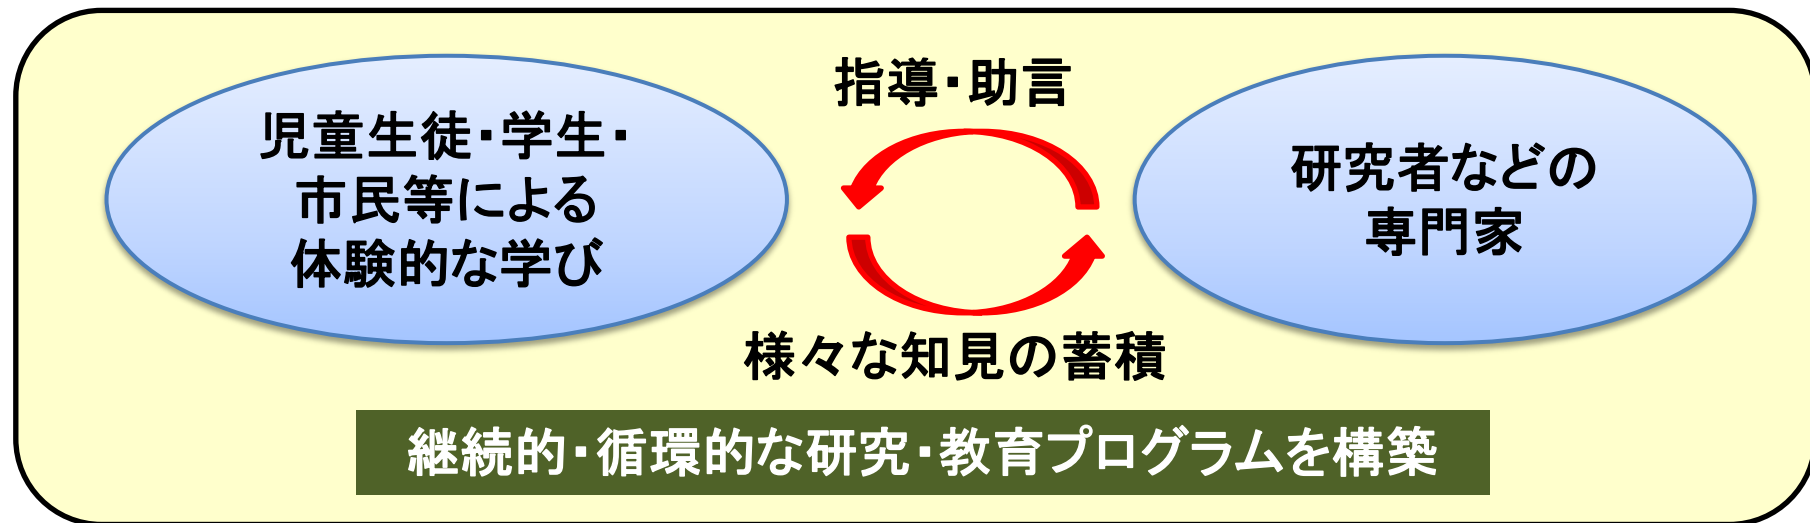 指導・助言
児童生徒・学生・
市民等による
体験的な学び
研究者などの
専門家
様々な知見の蓄積
継続的・循環的な研究・教育プログラムを構築